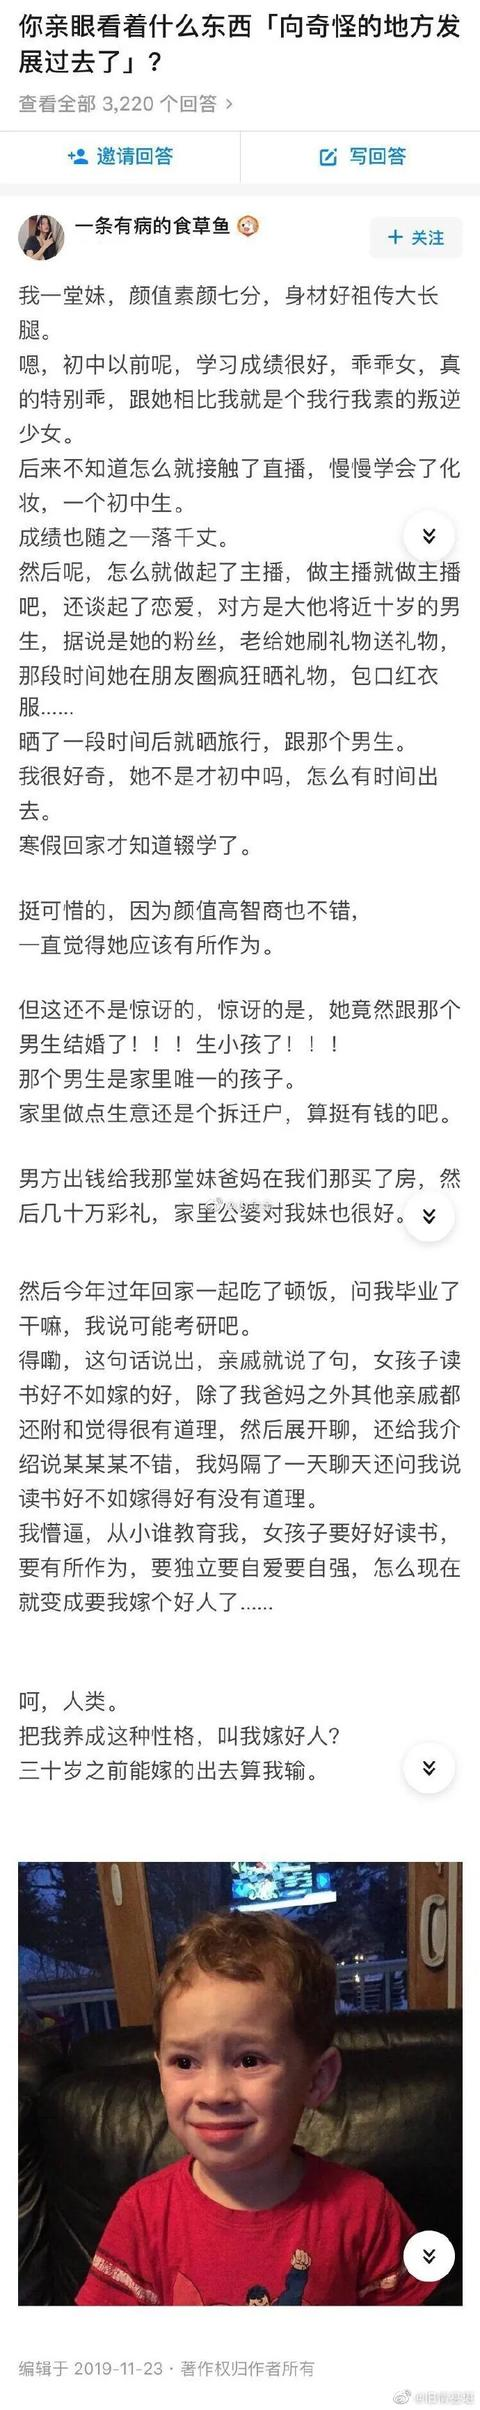 你亲眼看着什么东西「向奇怪的地方发
展过去了」？
查看全部 3,220 个回答 >
邀请回答
写回答
一条有病的食草鱼
+ 关注
我一堂妹，颜值素颜七分，身材好祖传大长
腿。
嗯，初中以前呢，学习成绩很好，乖乖女，真
的特别乖，跟她相比我就是个我行我素的叛逆
少女。
后来不知道怎么就接触了直播，慢慢学会了化
妆，一个初中生。
成绩也随之一落千丈。
然后呢，怎么就做起了主播，做主播就做主播
吧，还谈起了恋爱，对方是大他将近十岁的男
生，据说是她的粉丝，老给她刷礼物送礼物，
那段时间她在朋友圈疯狂晒礼物，包口红衣
服......
晒了一段时间后就晒旅行，跟那个男生。
我很好奇，她不是才初中吗，怎么有时间出
去。
寒假回家才知道辍学了。
挺可惜的，因为颜值高智商也不错，
一直觉得她应该有所作为。
但这还不是惊讶的，惊讶的是，她竟然跟那个
男生结婚了！！！生小孩了！！！
那个男生是家里唯一的孩子。
家里做点生意还是个拆迁户，算挺有钱的吧。
男方出钱给我那堂妹爸妈在我们那买了房，然
后几十万彩礼，家里公婆对我妹也很好。
然后今年过年回家一起吃了顿饭，问我毕业了
干嘛，我说可能考研吧。
得嘞，这句话说出，亲戚就说了句，女孩子读
书好不如嫁的好，除了我爸妈之外其他亲戚都
还附和觉得很有道理，然后展开聊，还给我介
绍说某某某不错，我妈隔了一天聊天还问我说
读书好不如嫁得好有没有道理。
我懵逼，从小谁教育我，女孩子要好好读书，
要有所作为，要独立要自爱要自强，怎么现在
就变成要我嫁个好人了......
呵，人类。
把我养成这种性格，叫我嫁好人？
三十岁之前能嫁的出去算我输。
编辑于 2019-11-23 · 著作权归作者所有